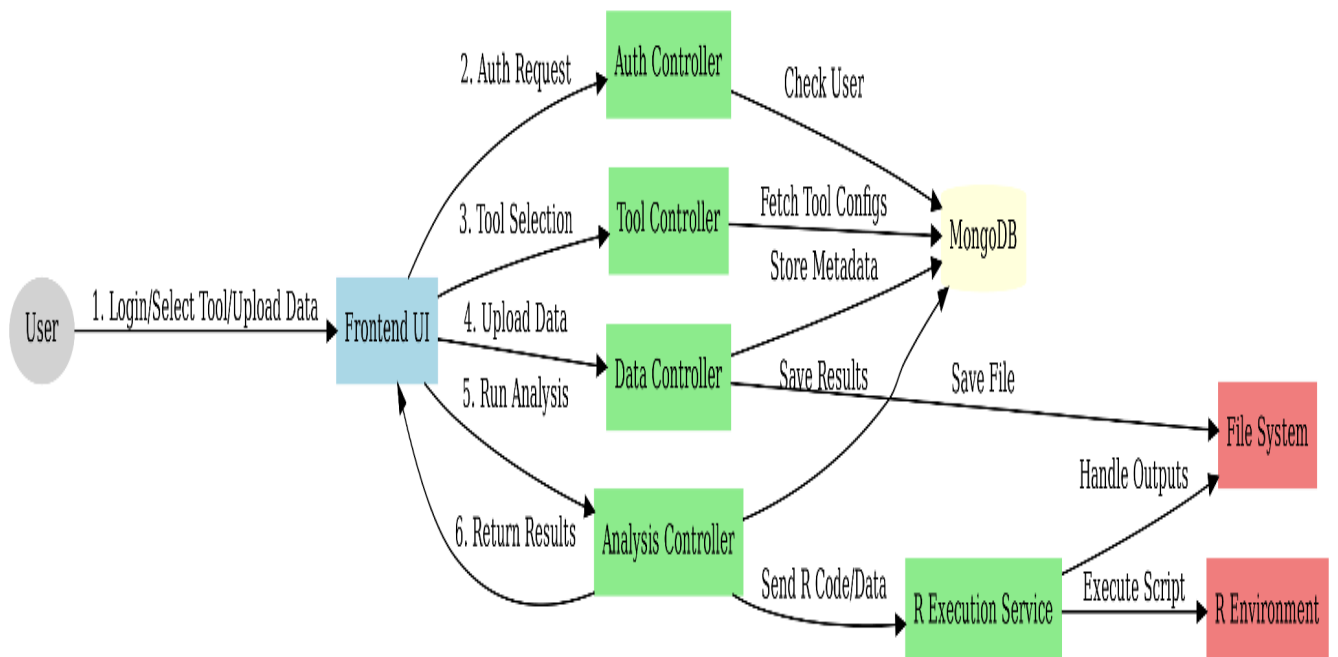 Auth Controller
2. Auth Request
Check User
Tool Controller
Fetch Tool Configs
3. Tool Selection
MongoDB
Store Metadata
User
1. Login/Select Tool/Upload Data
Frontend UI
4. Upload Data
Data Controller
Save Results
Save File
5. Run Analysis
File System
Handle Outputs
6. Return Results
Analysis Controller
Send R Code/Data
R Execution Service
Execute Script
R Environment